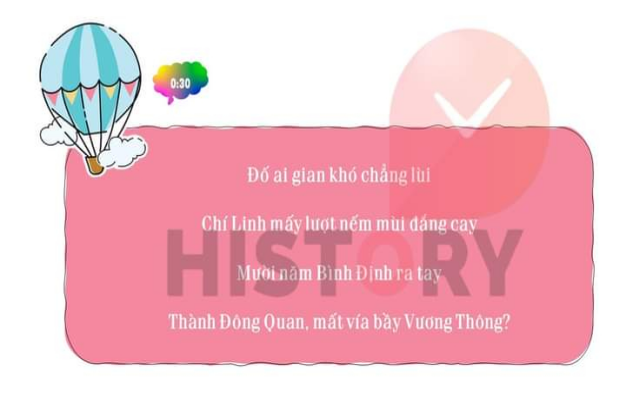 0:30
Đố ai gian khó chẳng lùi
Chí Linh mấy lượt nếm mùi đắng cay
Mười năm Bình Định ra tay
Thành Đông Quan, mất vía bầy Vương Thông?
HISTORY